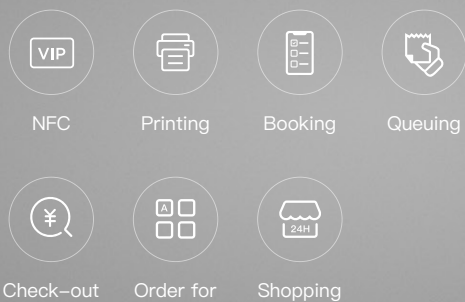 VIP
NFC
Printing
Booking
Queuing
¥
A
24H
Check-out
Order for
Shopping